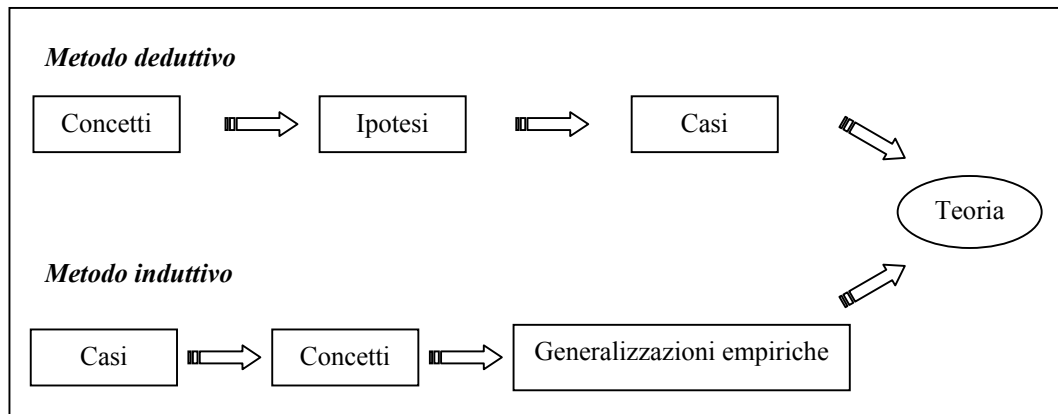 Metodo deduttivo
Concetti
Ipotesi
Casi
Teoria
Metodo induttivo
Casi
Concetti
Generalizzazioni empiriche